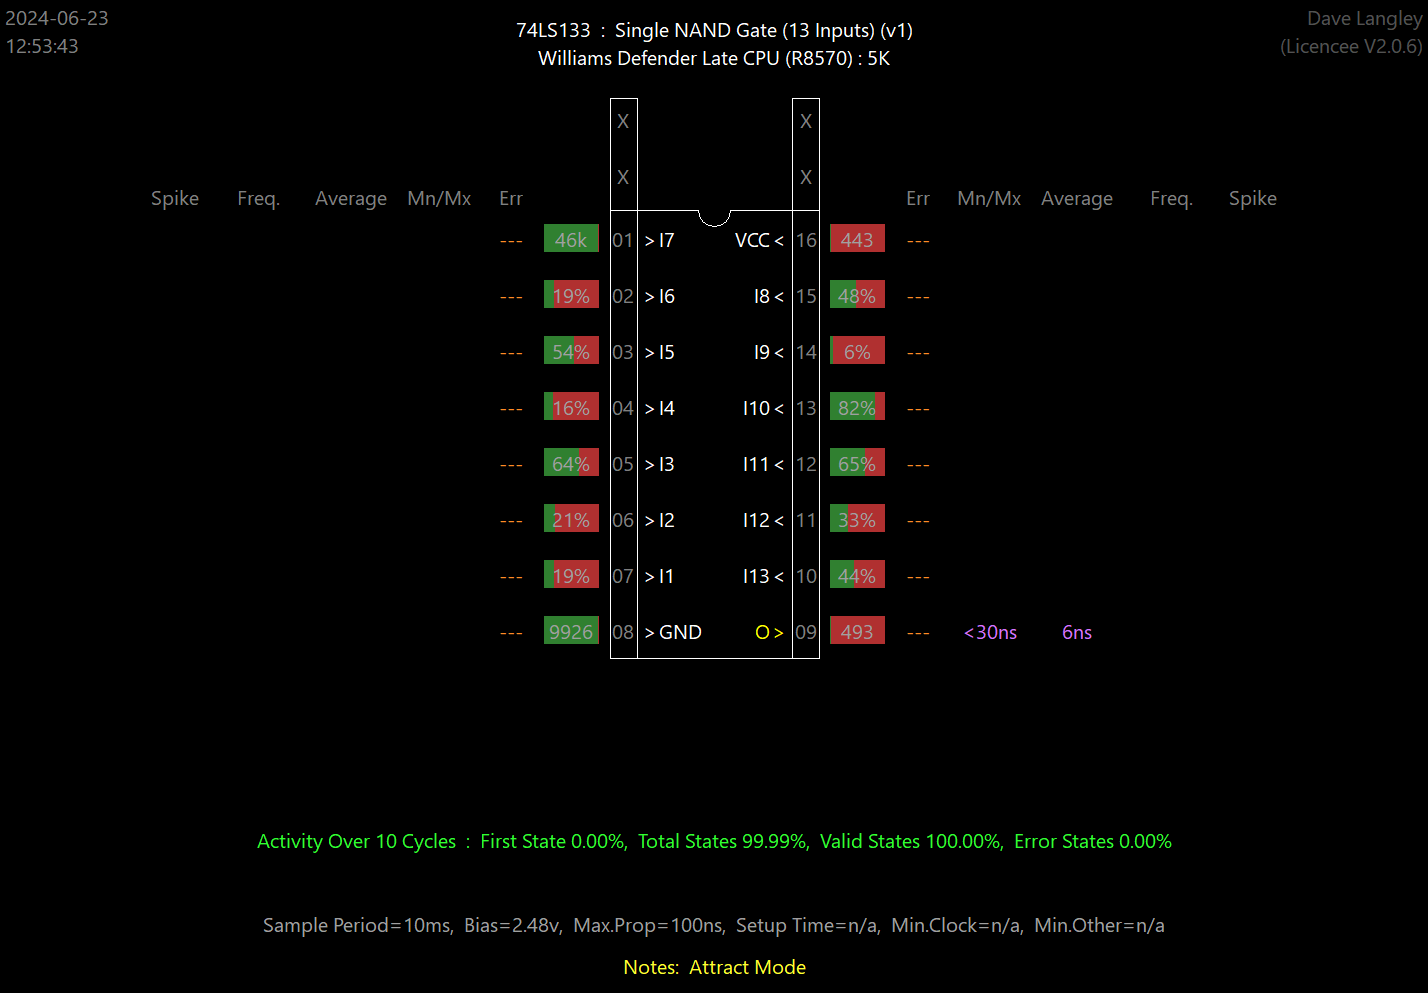 2024-06-23
12:53:43
74LS133 : Single NAND Gate (13 Inputs) (v1)
Williams Defender Late CPU (R8570) : 5K
Dave Langley
(Licencee V2.0.6)
X X
X X
Spike Freq. Average Mn/Mx Err Err Mn/Mx Average Freq. Spike
--- 46k 01 > I7 VCC < 16 443 ---
--- 19% 02 > I6 I8 < 15 48% ---
--- 54% 03 > I5 I9 < 14 6% ---
--- 16% 04 > I4 I10 < 13 82% ---
--- 64% 05 > I3 I11 < 12 65% ---
--- 21% 06 > I2 I12 < 11 33% ---
--- 19% 07 > I1 I13 < 10 44% ---
--- 9926 08 > GND O > 09 493 --- <30ns 6ns
Activity Over 10 Cycles : First State 0.00%, Total States 99.99%, Valid States 100.00%, Error States 0.00%
Sample Period=10ms, Bias=2.48v, Max.Prop=100ns, Setup Time=n/a, Min.Clock=n/a, Min.Other=n/a
Notes: Attract Mode